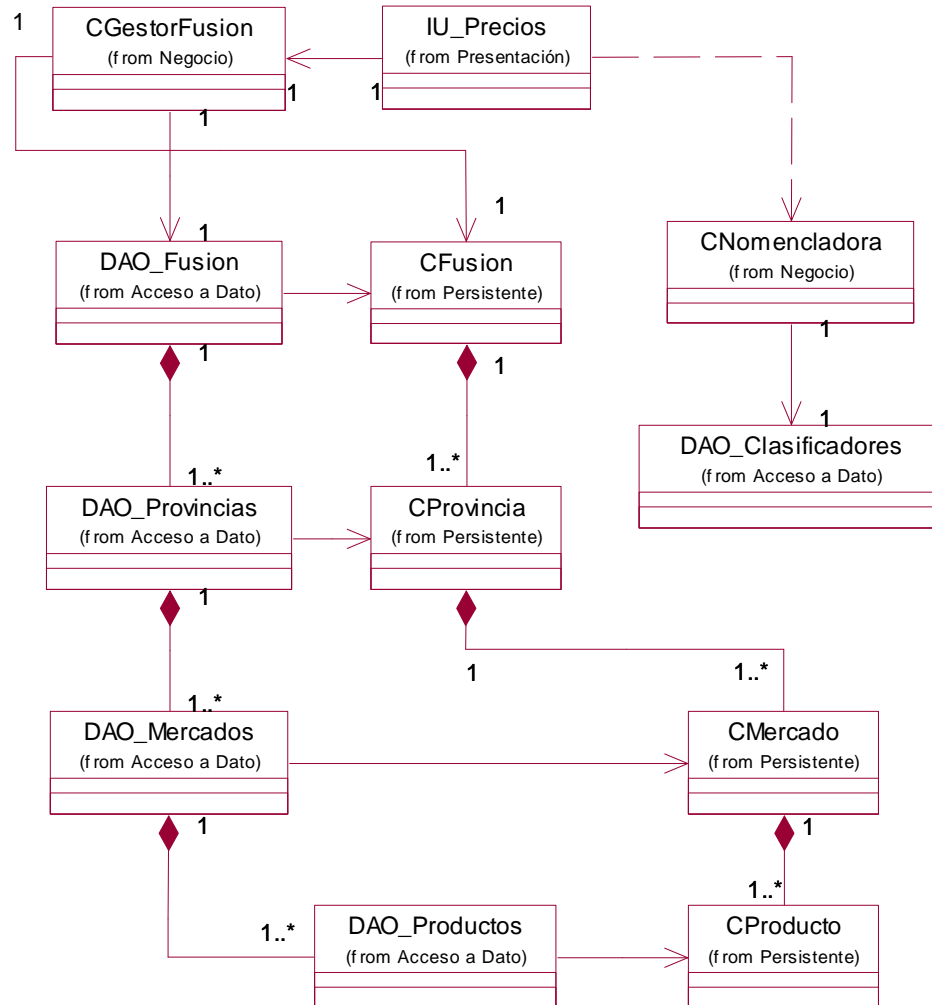 1
CGestorFusion
(from Negocio)
IU_Precios
(from Presentación)
1
1
1
1
1
DAO_Fusion
(from Acceso a Dato)
CFusion
(from Persistente)
CNomencladora
(from Negocio)
1
1
1
1..*
1..*
1
DAO_Clasificadores
(from Acceso a Dato)
DAO_Provincias
(from Acceso a Dato)
CProvincia
(from Persistente)
1
1
1..*
1..*
DAO_Mercados
(from Acceso a Dato)
CMercado
(from Persistente)
1
1
1..*
1..*
DAO_Productos
(from Acceso a Dato)
CProducto
(from Persistente)